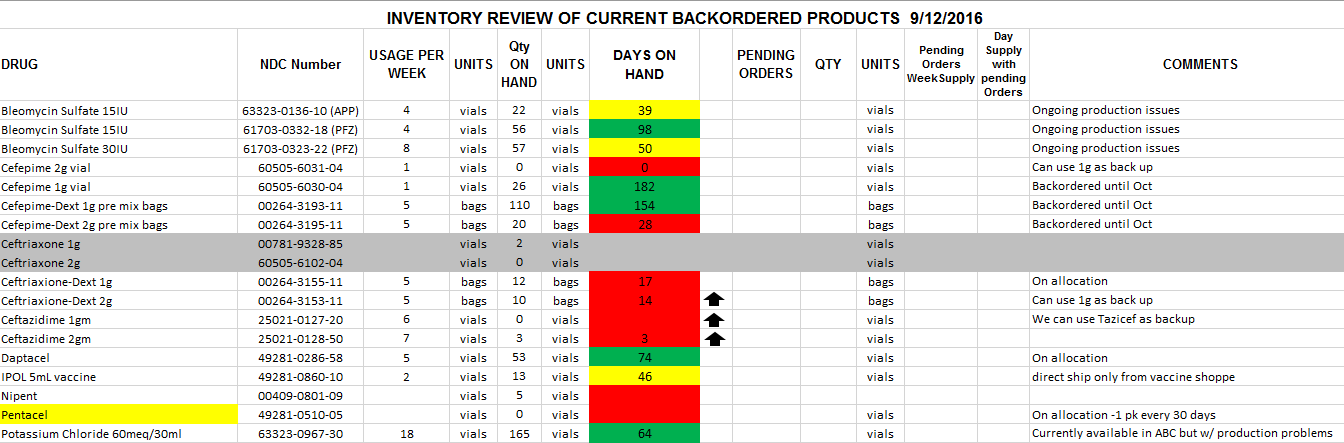 INVENTORY REVIEW OF CURRENT BACKORDERED PRODUCTS 9/12/2016
DRUG NDC Number USAGE PER WEEK UNITS Qty ON HAND UNITS DAYS ON HAND PENDING ORDERS QTY UNITS Pending Orders WeekSupply Day Supply with pending Orders COMMENTS
Bleomycin Sulfate 15IU 63323-0136-10 (APP) 4 vials 22 vials 39 vials Ongoing production issues
Bleomycin Sulfate 15IU 61703-0332-18 (PFZ) 4 vials 56 vials 98 vials Ongoing production issues
Bleomycin Sulfate 30IU 61703-0323-22 (PFZ) 8 vials 57 vials 50 vials Ongoing production issues
Cefepime 2g vial 60505-6031-04 1 vials 0 vials 0 vials Can use 1g as back up
Cefepime 1g vial 60505-6030-04 1 vials 26 vials 182 vials Backordered until Oct
Cefepime-Dext 1g pre mix bags 00264-3193-11 5 bags 110 bags 154 bags Backordered until Oct
Cefepime-Dext 2g pre mix bags 00264-3195-11 5 bags 20 bags 28 bags Backordered until Oct
Ceftriaxone 1g 00781-9328-85 vials 2 vials vials
Ceftriaxone 2g 60505-6102-04 vials 0 vials vials
Ceftriaxione-Dext 1g 00264-3155-11 5 bags 12 bags 17 bags On allocation
Ceftriaxione-Dext 2g 00264-3153-11 5 bags 10 bags 14 bags Can use 1g as back up
Ceftazidime 1gm 25021-0127-20 6 vials 0 vials vials We can use Tazicef as backup
Ceftazidime 2gm 25021-0128-50 7 vials 3 vials 3 vials
Daptacel 49281-0286-58 5 vials 53 vials 74 vials On allocation
IPOL 5mL vaccine 49281-0860-10 2 vials 13 vials 46 vials direct ship only from vaccine shoppe
Nipent 00409-0801-09 vials 5 vials
Pentacel 49281-0510-05 vials 0 vials vials On allocation -1 pk every 30 days
Potassium Chloride 60meq/30ml 63323-0967-30 18 vials 165 vials 64 vials Currently available in ABC but w/ production problems